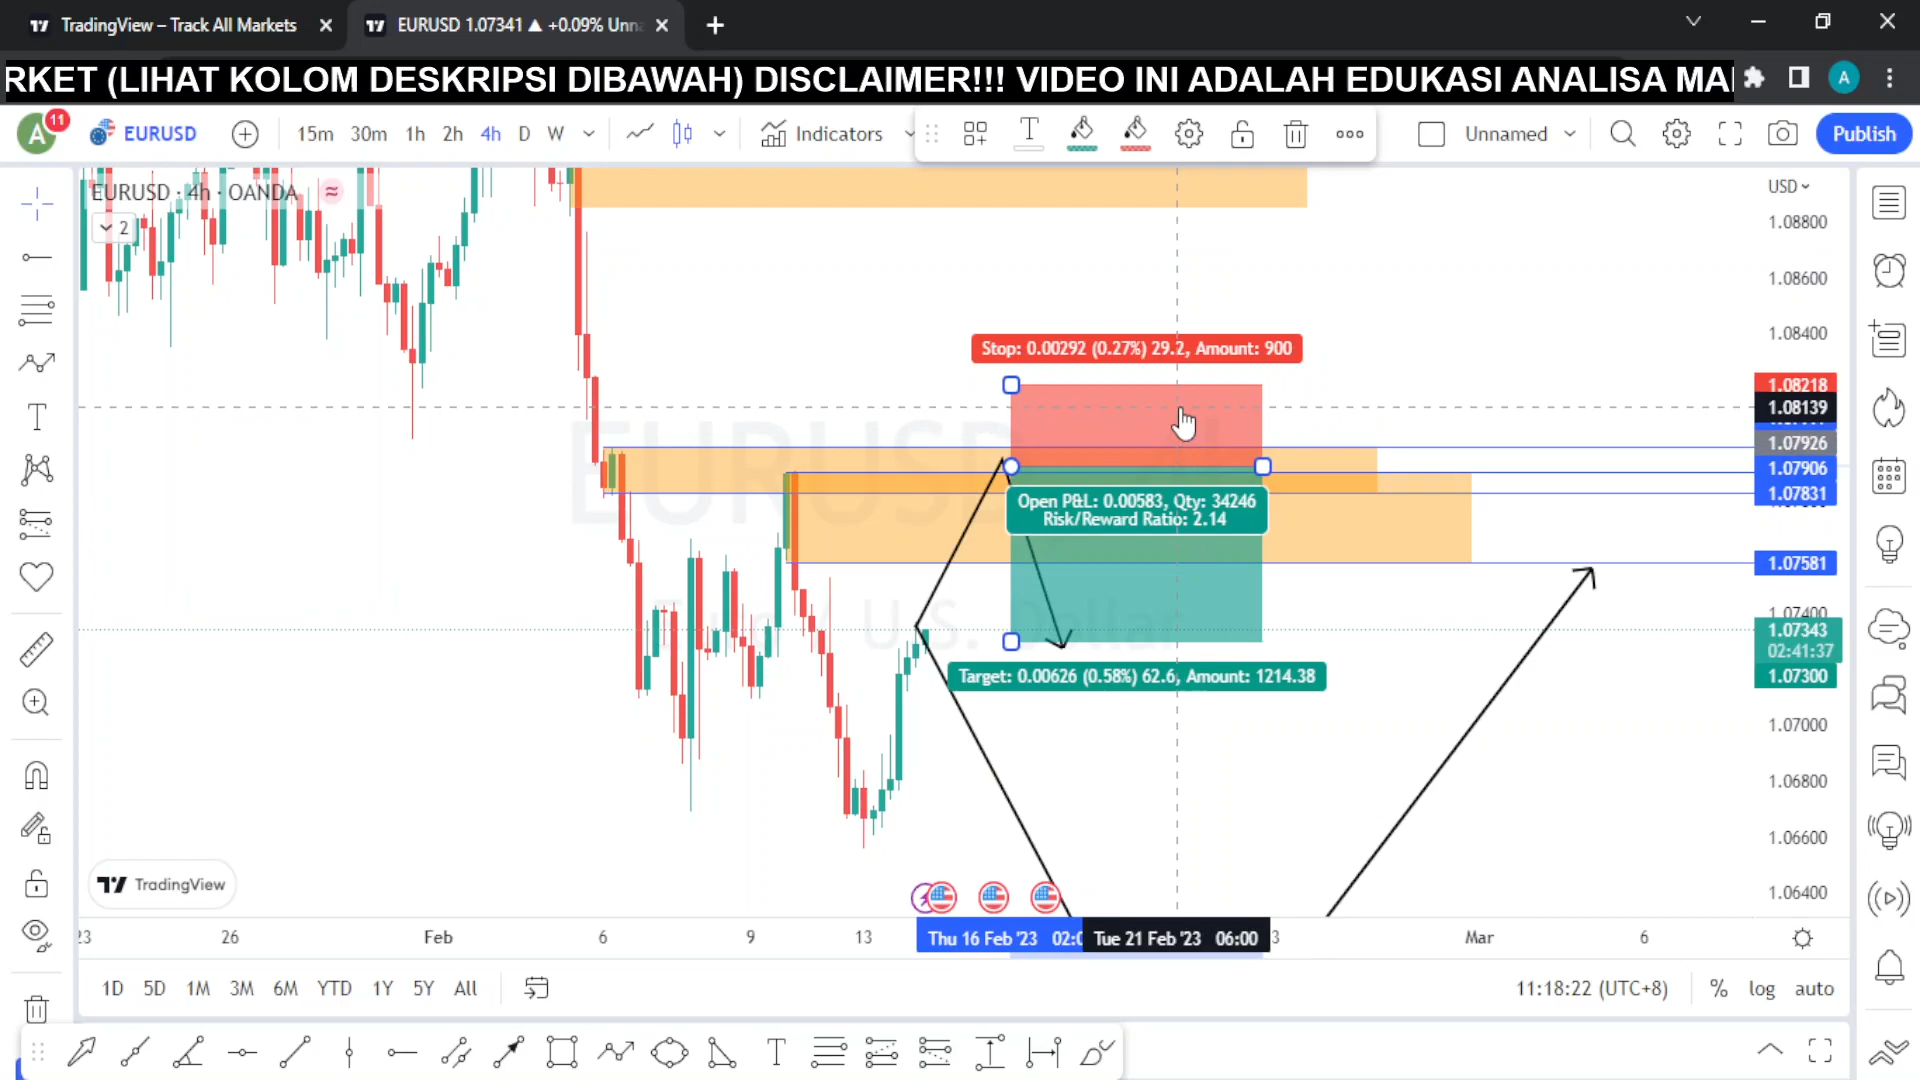 TradingView – Track All Markets
EURUSD 1.07341 ▲ +0.09% Unna
RKET (LIHAT KOLOM DESKRIPSI DIBAWAH) DISCLAIMER!!! VIDEO INI ADALAH EDUKASI ANALISA MA
A
A 11
EURUSD
15m 30m 1h 2h 4h D W
Indicators
T
Unnamed
Publish
EURUSD · 4h · OANDA
2
USD
1.08800
1.08600
1.08400
Stop: 0.00292 (0.27%) 29.2, Amount: 900
1.08218
1.08139
1.07926
1.07906
1.07831
Open P&L: 0.00583, Qty: 34246
Risk/Reward Ratio: 2.14
1.07581
1.07400
1.07343
02:41:37
1.07300
Target: 0.00626 (0.58%) 62.6, Amount: 1214.38
1.07000
1.06800
1.06600
1.06400
EURUSD
U.S. Dollar
TradingView
23 26 Feb 6 9 13
Thu 16 Feb '23 02:0
Tue 21 Feb '23 06:00
3 Mar 6
1D 5D 1M 3M 6M YTD 1Y 5Y All
11:18:22 (UTC+8)
% log auto
T